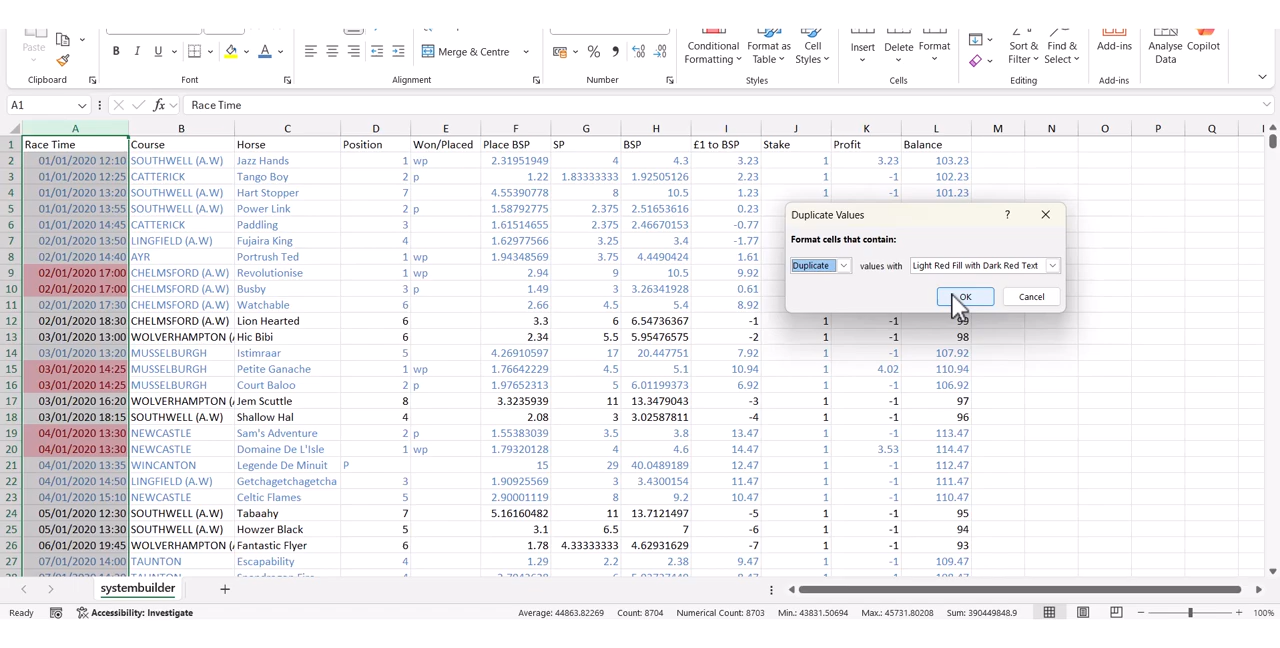 Paste
B I U A
Merge & Centre
% ,
Conditional Formatting
Format as Table
Cell Styles
Insert
Delete
Format
Sort & Filter
Find & Select
Add-ins
Analyse Data
Copilot
Clipboard Font Alignment Number Styles Cells Editing Add-ins
A1 fx Race Time
A B C D E F G H I J K L M N O P Q
1 Race Time Course Horse Position Won/Placed Place BSP SP BSP £1 to BSP Stake Profit Balance
2 01/01/2020 12:10 SOUTHWELL (A.W) Jazz Hands 1 wp 2.31951949 4 4.3 3.23 1 3.23 103.23
3 01/01/2020 12:25 CATTERICK Tango Boy 2 p 1.22 1.83333333 1.92505126 2.23 1 -1 102.23
4 01/01/2020 13:20 SOUTHWELL (A.W) Hart Stopper 7 4.55390778 8 10.5 1.23 1 -1 101.23
5 01/01/2020 13:55 SOUTHWELL (A.W) Power Link 2 p 1.58792775 2.375 2.51653616 0.23
6 01/01/2020 14:45 CATTERICK Paddling 3 1.61514655 2.375 2.46670153 -0.77
7 02/01/2020 13:50 LINGFIELD (A.W) Fujaira King 4 1.62977566 3.25 3.4 -1.77
8 02/01/2020 14:40 AYR Portrush Ted 1 wp 1.94348569 3.75 4.4490424 1.61
9 02/01/2020 17:00 CHELMSFORD (A.W) Revolutionise 1 wp 2.94 9 10.5 9.92
10 02/01/2020 17:00 CHELMSFORD (A.W) Busby 3 p 1.49 3 3.26341928 0.61
11 02/01/2020 17:30 CHELMSFORD (A.W) Watchable 6 2.66 4.5 5.4 8.92
12 02/01/2020 18:30 CHELMSFORD (A.W) Lion Hearted 6 3.3 6 6.54736367 -1 1 -1 99
13 03/01/2020 13:00 WOLVERHAMPTON (A Hic Bibi 6 2.34 5.5 5.95476575 -2 1 -1 98
14 03/01/2020 13:20 MUSSELBURGH Istimraar 5 4.26910597 17 20.447751 7.92 1 -1 107.92
15 03/01/2020 14:25 MUSSELBURGH Petite Ganache 1 wp 1.76642229 4.5 5.1 10.94 1 4.02 110.94
16 03/01/2020 14:25 MUSSELBURGH Court Baloo 2 p 1.97652313 5 6.01199373 6.92 1 -1 106.92
17 03/01/2020 16:20 WOLVERHAMPTON (A Jem Scuttle 8 3.3235939 11 13.3479043 -3 1 -1 97
18 03/01/2020 18:15 SOUTHWELL (A.W) Shallow Hal 4 2.08 3 3.02587811 -4 1 -1 96
19 04/01/2020 13:30 NEWCASTLE Sam's Adventure 2 p 1.55383039 3.5 3.8 13.47 1 -1 113.47
20 04/01/2020 13:30 NEWCASTLE Domaine De L'Isle 1 wp 1.79320128 4 4.6 14.47 1 3.53 114.47
21 04/01/2020 13:35 WINCANTON Legende De Minuit P 15 29 40.0489189 12.47 1 -1 112.47
22 04/01/2020 14:50 LINGFIELD (A.W) Getchagetchagetcha 3 1.90925569 3 3.4300154 11.47 1 -1 111.47
23 04/01/2020 15:10 NEWCASTLE Celtic Flames 5 2.90001119 8 9.2 10.47 1 -1 110.47
24 05/01/2020 12:30 SOUTHWELL (A.W) Tabaahy 7 5.16160482 11 13.7121497 -5 1 -1 95
25 05/01/2020 13:30 SOUTHWELL (A.W) Howzer Black 5 3.1 6.5 7 -6 1 -1 94
26 06/01/2020 19:45 WOLVERHAMPTON (A Fantastic Flyer 6 1.78 4.33333333 4.62931629 -7 1 -1 93
27 07/01/2020 14:00 TAUNTON Escapability 4 1.29 2.2 2.38 9.47 1 -1 109.47
Duplicate Values ?
Format cells that contain:
Duplicate values with Light Red Fill with Dark Red Text
OK Cancel
systembuilder
Ready Accessibility: Investigate Average: 44863.82269 Count: 8704 Numerical Count: 8703 Min.: 43831.50694 Max.: 45731.80208 Sum: 390449848.9 100%